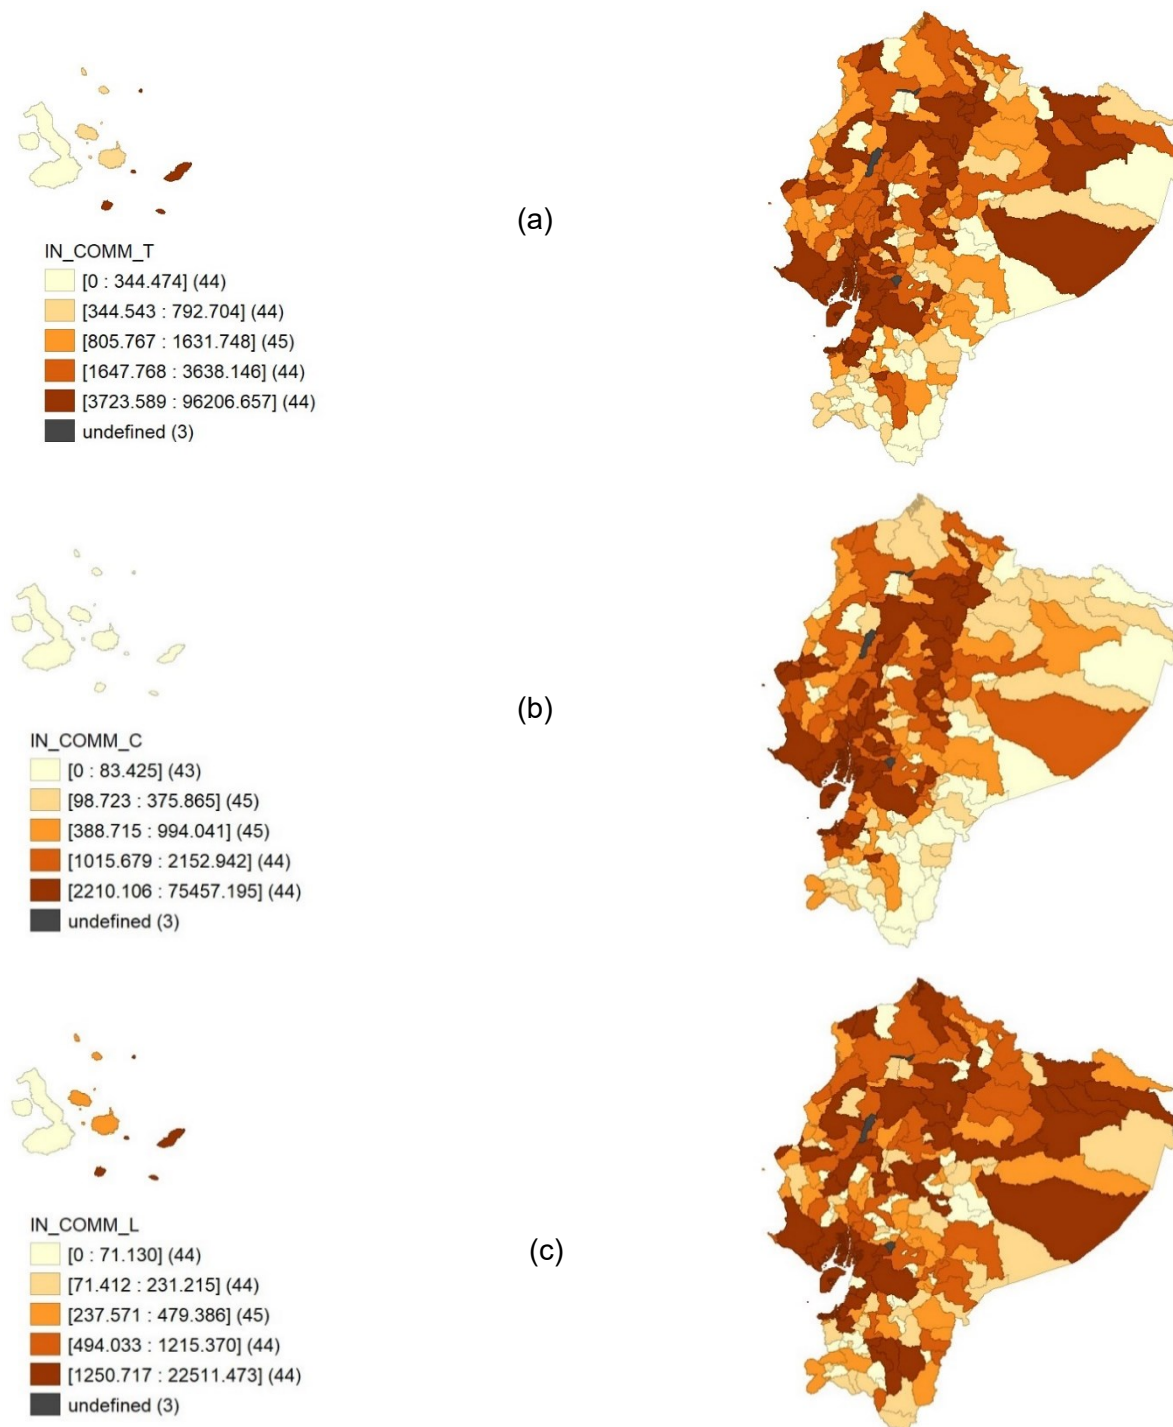 (a)
IN_COMM_T
[0 : 344.474] (44)
[344.543 : 792.704] (44)
[805.767 : 1631.748] (45)
[1647.768 : 3638.146] (44)
[3723.589 : 96206.657] (44)
undefined (3)
(b)
IN_COMM_C
[0 : 83.425] (43)
[98.723 : 375.865] (45)
[388.715 : 994.041] (45)
[1015.679 : 2152.942] (44)
[2210.106 : 75457.195] (44)
undefined (3)
(c)
IN_COMM_L
[0 : 71.130] (44)
[71.412 : 231.215] (44)
[237.571 : 479.386] (45)
[494.033 : 1215.370] (44)
[1250.717 : 22511.473] (44)
undefined (3)